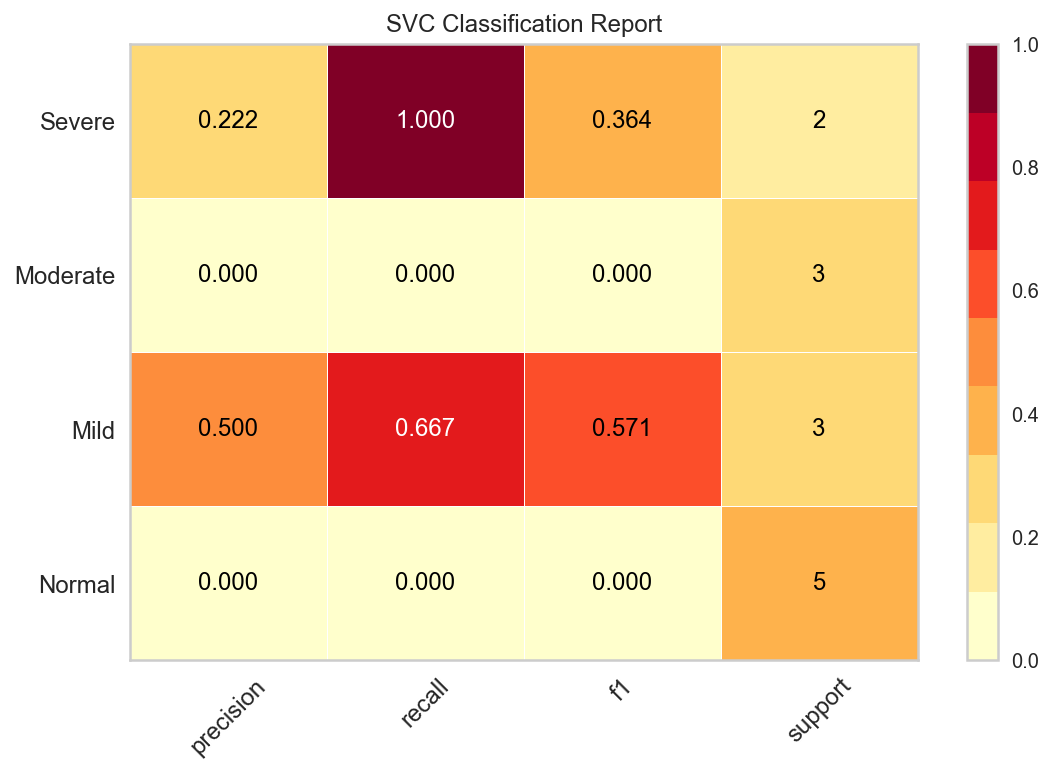 SVC Classification Report
Severe 0.222 1.000 0.364 2
Moderate 0.000 0.000 0.000 3
Mild 0.500 0.667 0.571 3
Normal 0.000 0.000 0.000 5
precision recall f1 support
1.0
0.8
0.6
0.4
0.2
0.0